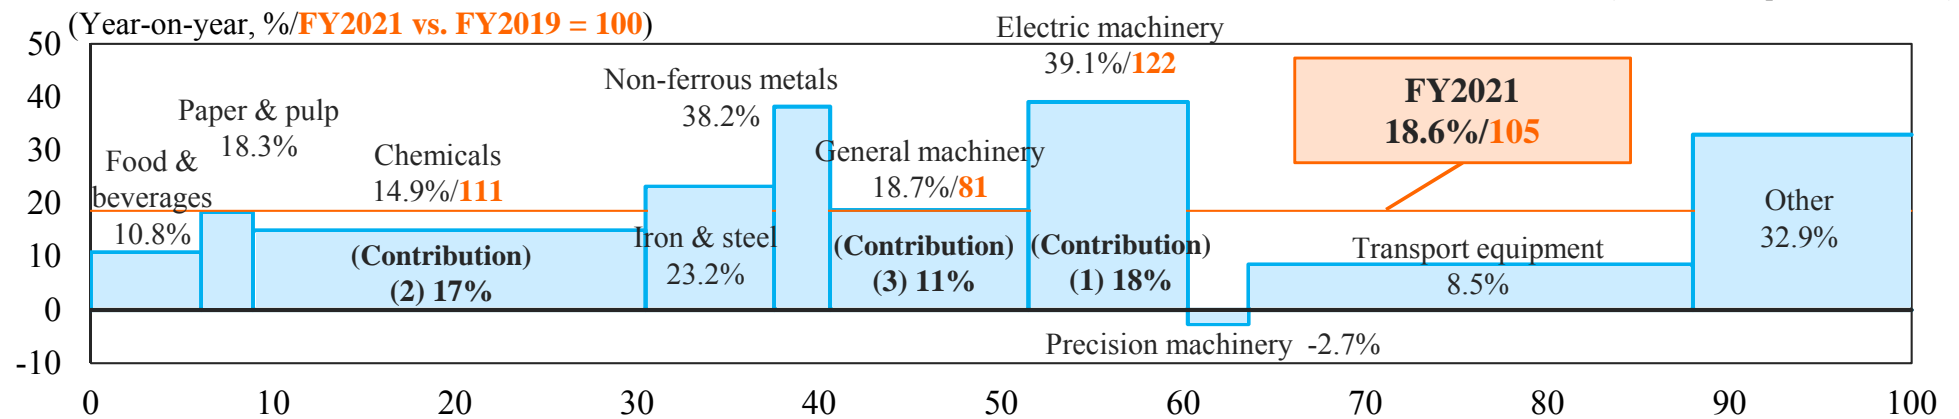 (Year-on-year, %/FY2021 vs. FY2019 = 100)
Electric machinery
39.1%/122
Non-ferrous metals
38.2%
Paper & pulp
18.3%
Food &
beverages
10.8%
Chemicals
14.9%/111
General machinery
18.7%/81
FY2021
18.6%/105
Iron & steel
23.2%
(Contribution)
(2) 17%
(Contribution)
(3) 11%
(Contribution)
(1) 18%
Transport equipment
8.5%
Other
32.9%
Precision machinery -2.7%
50
40
30
20
10
0
-10
0 10 20 30 40 50 60 70 80 90 100